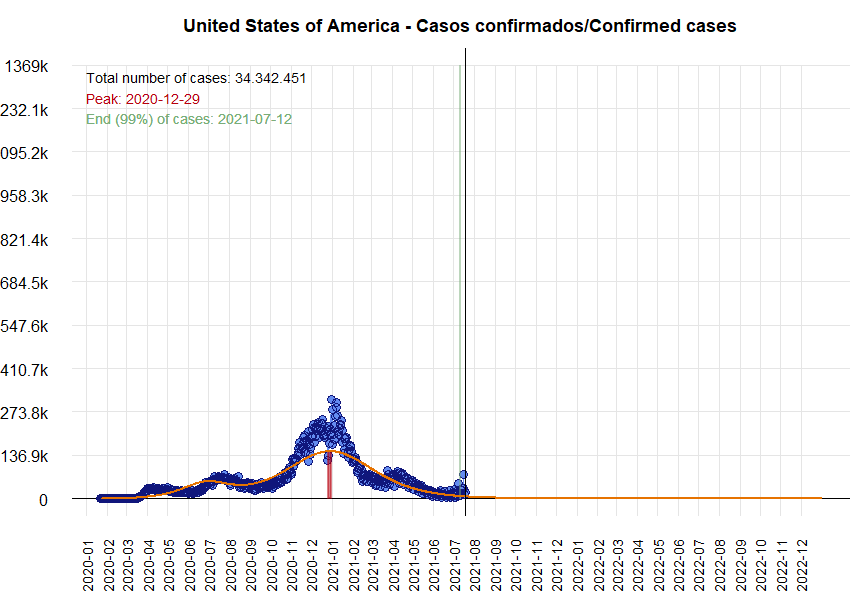 United States of America - Casos confirmados/Confirmed cases
1369k
232.1k
095.2k
958.3k
821.4k
684.5k
547.6k
410.7k
273.8k
136.9k
0
Total number of cases: 34.342.451
Peak: 2020-12-29
End (99%) of cases: 2021-07-12
2020-01
2020-02
2020-03
2020-04
2020-05
2020-06
2020-07
2020-08
2020-09
2020-10
2020-11
2020-12
2021-01
2021-02
2021-03
2021-04
2021-05
2021-06
2021-07
2021-08
2021-09
2021-10
2021-11
2021-12
2022-01
2022-02
2022-03
2022-04
2022-05
2022-06
2022-07
2022-08
2022-09
2022-10
2022-11
2022-12